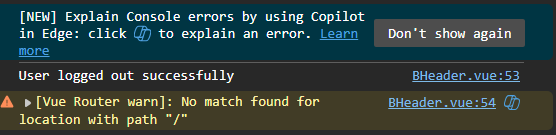 [NEW] Explain Console errors by using Copilot
in Edge: click to explain an error. Learn
more
Don't show again
User logged out successfully BHeader.vue:53
[Vue Router warn]: No match found for BHeader.vue:54
location with path "/"